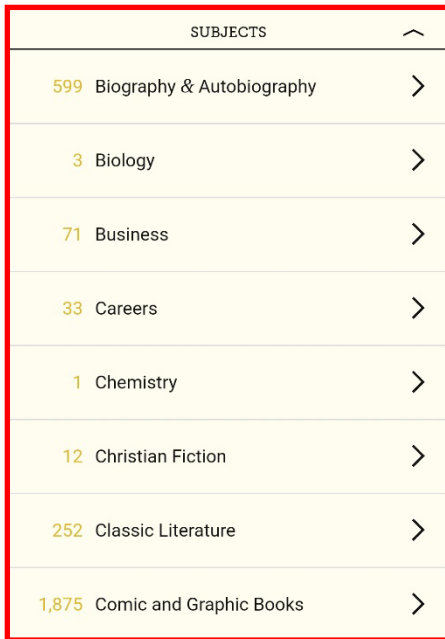 SUBJECTS
599 Biography & Autobiography
3 Biology
71 Business
33 Careers
1 Chemistry
12 Christian Fiction
252 Classic Literature
1,875 Comic and Graphic Books